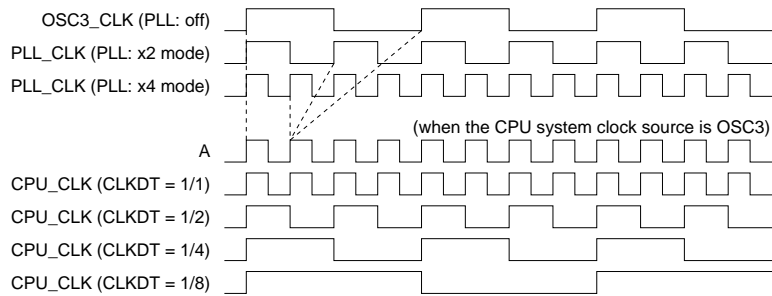 OSC3_CLK (PLL: off)
PLL_CLK (PLL: x2 mode)
PLL_CLK (PLL: x4 mode)
(when the CPU system clock source is OSC3)
A
CPU_CLK (CLKDT = 1/1)
CPU_CLK (CLKDT = 1/2)
CPU_CLK (CLKDT = 1/4)
CPU_CLK (CLKDT = 1/8)